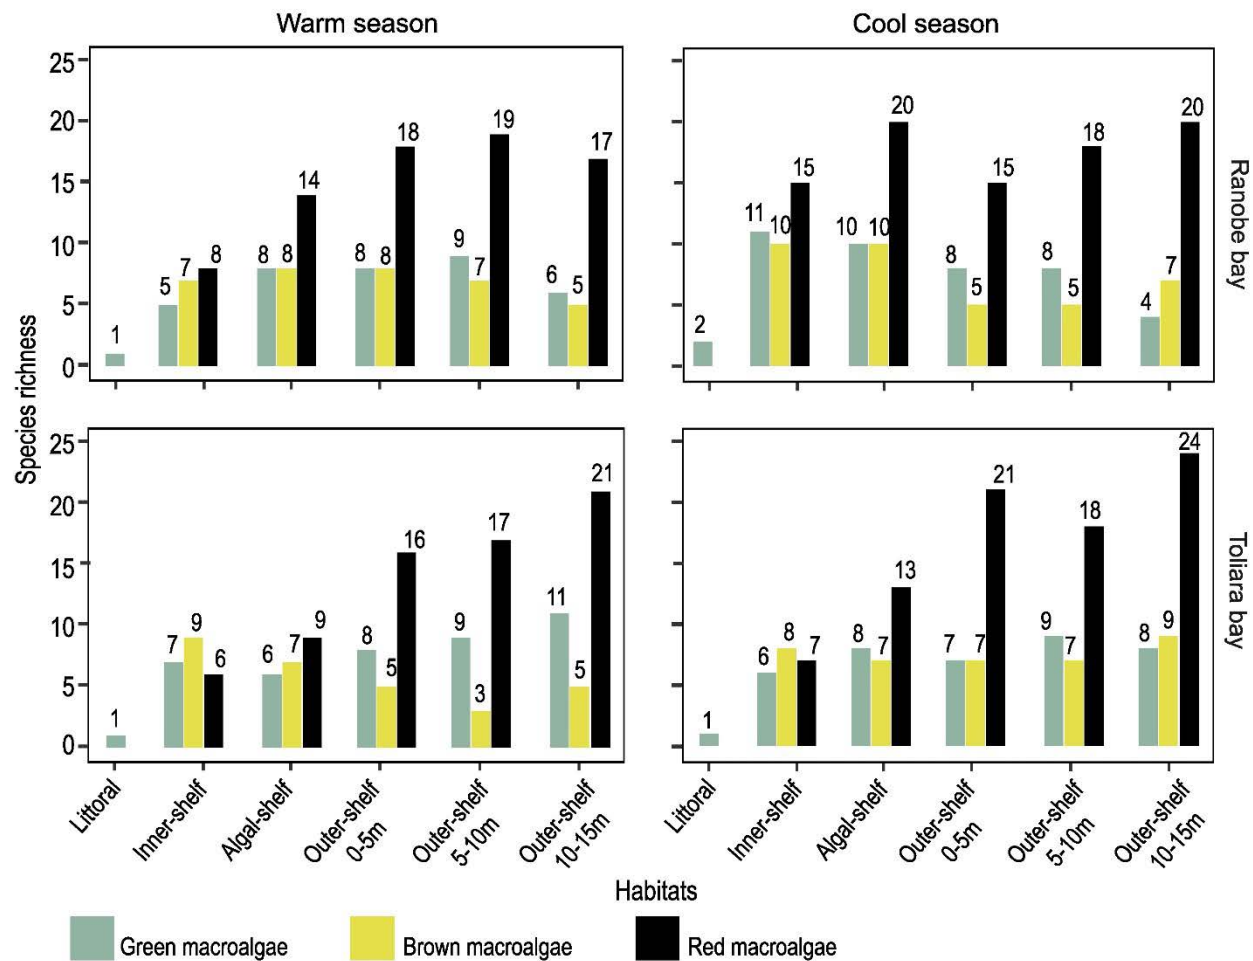 Warm season
Cool season
Species richness
25
20
15
10
5
0
1
5
7
8
8
8
14
8
8
18
9
7
19
6
5
17
2
11
10
15
10
10
20
8
5
15
8
5
18
4
7
20
Ranobe bay
25
20
15
10
5
0
1
7
9
6
6
7
9
8
5
16
9
3
17
11
5
21
1
6
8
7
8
7
13
7
7
21
9
7
18
8
9
24
Toliara bay
Littoral
Inner-shelf
Algal-shelf
Outer-shelf
0-5m
Outer-shelf
5-10m
Outer-shelf
10-15m
Littoral
Inner-shelf
Algal-shelf
Outer-shelf
0-5m
Outer-shelf
5-10m
Outer-shelf
10-15m
Habitats
Green macroalgae
Brown macroalgae
Red macroalgae